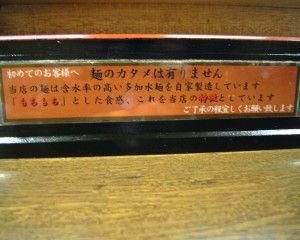 初めてのお客様へ 麺のカタメは有りません
当店の麺は含水率の高い多加水麺を自家製造しています
「もちもち」とした食感、これを当店の特製としています
ご了承の程宜しくお願い致します